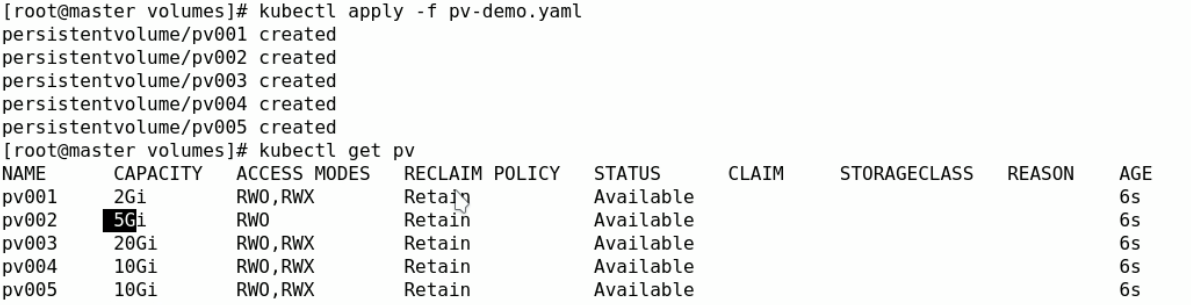 [root@master volumes]# kubectl apply -f pv-demo.yaml
persistentvolume/pv001 created
persistentvolume/pv002 created
persistentvolume/pv003 created
persistentvolume/pv004 created
persistentvolume/pv005 created
[root@master volumes]# kubectl get pv
NAME CAPACITY ACCESS MODES RECLAIM POLICY STATUS CLAIM STORAGECLASS REASON AGE
pv001 2Gi RWO,RWX Retain Available 6s
pv002 5Gi RWO Retain Available 6s
pv003 20Gi RWO,RWX Retain Available 6s
pv004 10Gi RWO,RWX Retain Available 6s
pv005 10Gi RWO,RWX Retain Available 6s